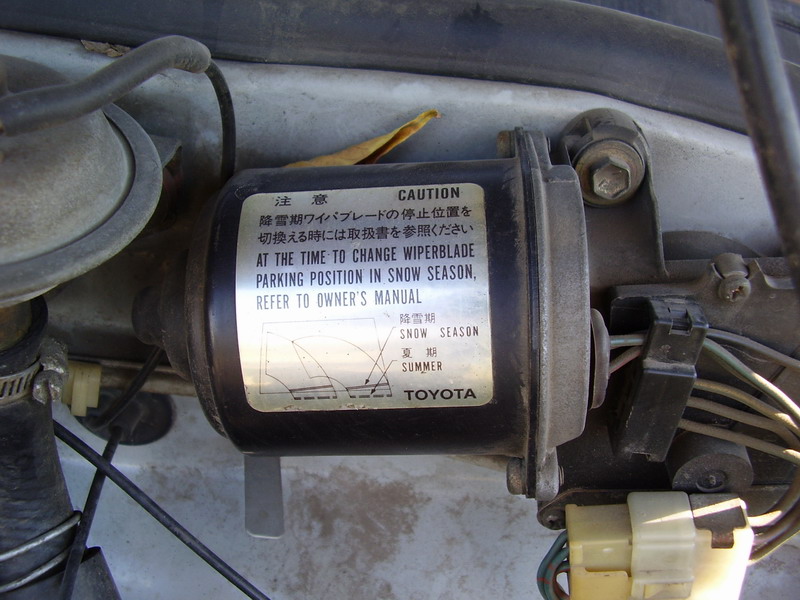 注意 CAUTION
降雪期ワイパブレードの停止位置を
切換える時には取扱書を参照ください
AT THE TIME TO CHANGE WIPERBLADE
PARKING POSITION IN SNOW SEASON,
REFER TO OWNER'S MANUAL
降雪期
SNOW SEASON
夏期
SUMMER
TOYOTA